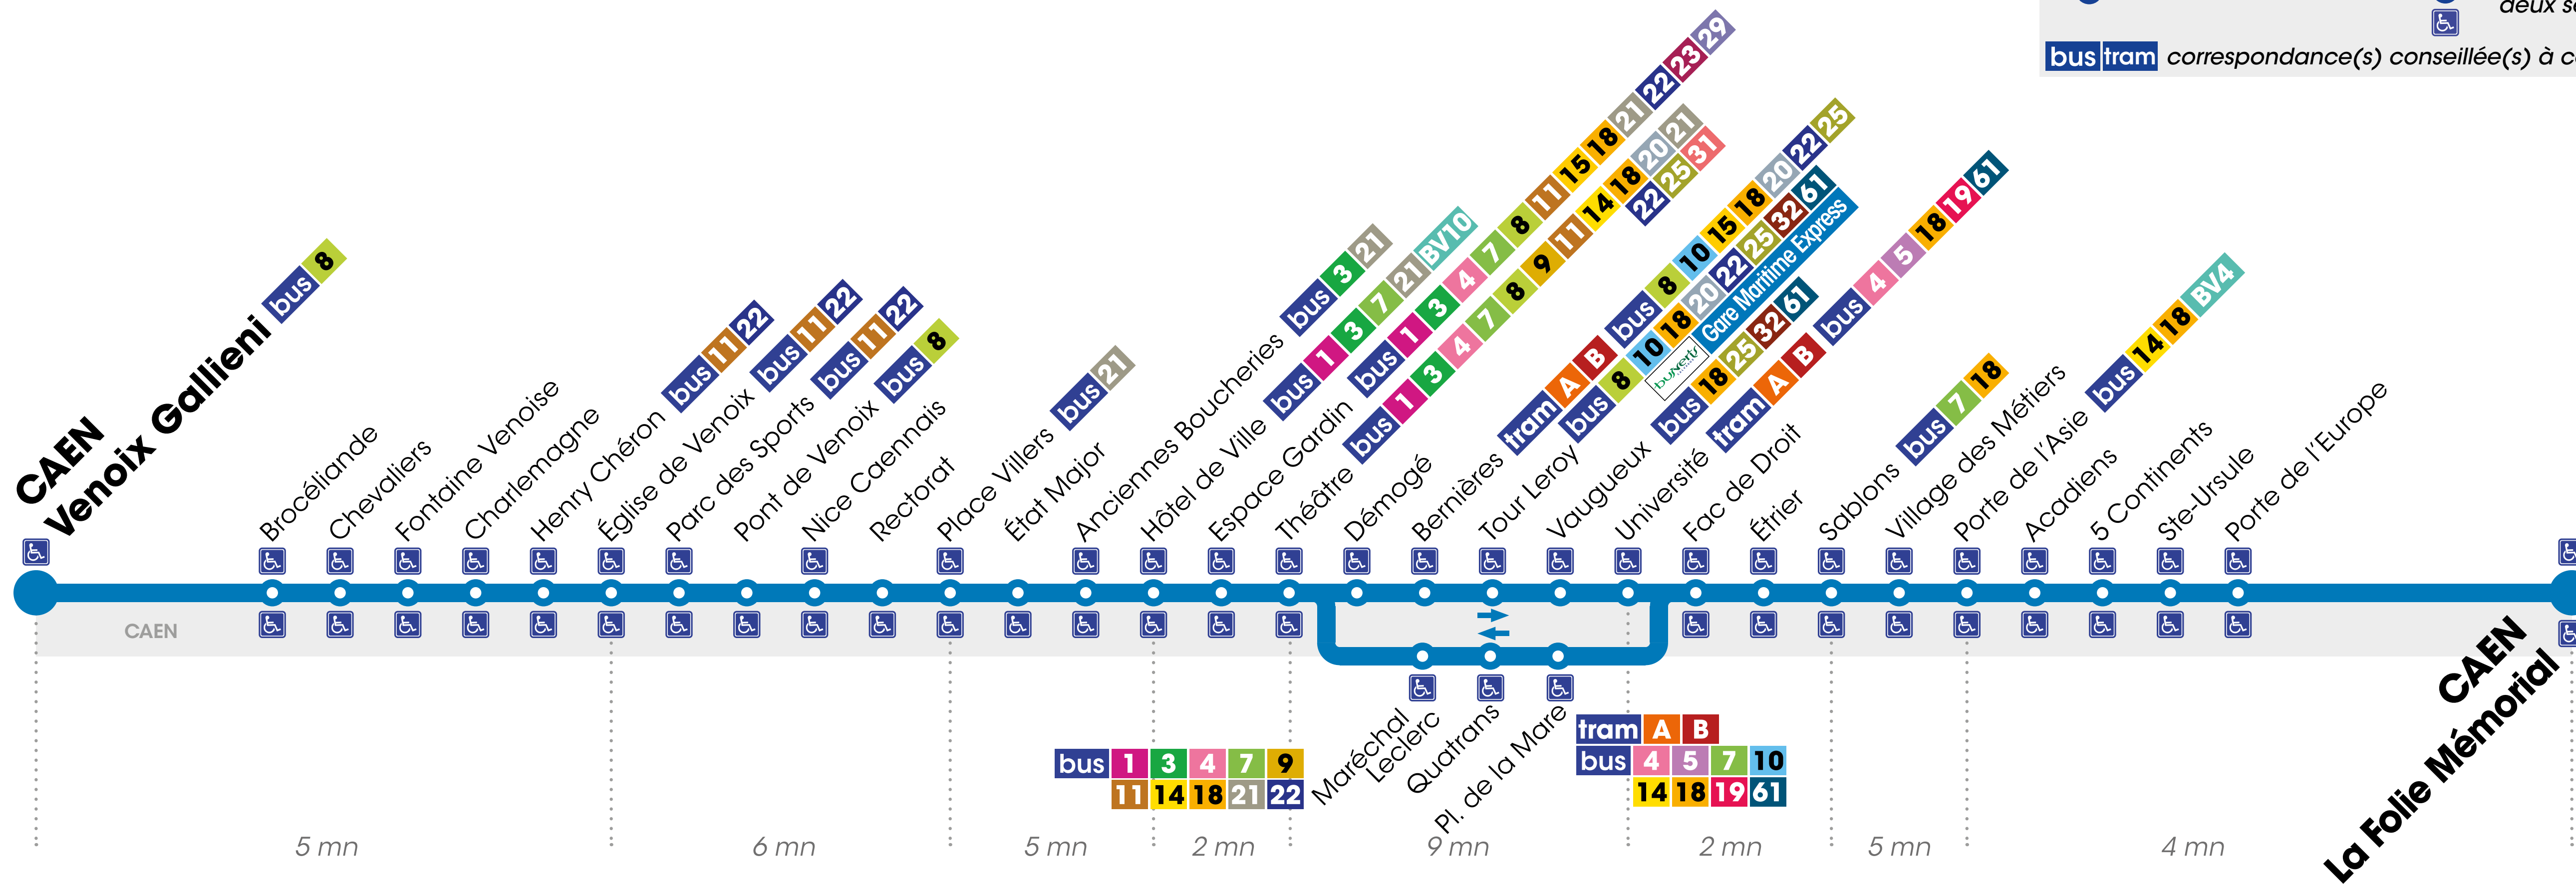 deux s
bus tram correspondance(s) conseillée(s) à c
CAEN
Venoix Gallieni bus 8
Brocéliande
Chevaliers
Fontaine Venoise
Charlemagne
Henry Chéron bus 11 22
Église de Venoix bus 11 22
Parc des Sports bus 11 22
Pont de Venoix bus 8
Nice Caennais
Rectorat
Place Villers bus 21
État Major
Anciennes Boucheries bus 3 21
Hôtel de Ville bus 1 3 7 21 BV10
Espace Gardin bus 1 3 4 7 8 11 15 18 21 22 23 29
Théâtre bus 1 3 4 7 8 9 11 14 18 20 21
22 25 31
Démogé
Bernières tram A B bus 8 10 15 18 20 22 25
Tour Leroy bus 8 10 18 20 22 25 32 61
busverts Gare Maritime Express
Vaugueux bus 18 25 32 61
Université tram A B bus 4 5 18 19 61
Fac de Droit
Étrier
Sablons bus 7 18
Village des Métiers
Porte de l'Asie bus 14 18 BV4
Acadiens
5 Continents
Ste-Ursule
Porte de l'Europe
CAEN
La Folie Mémorial
CAEN
Maréchal
Leclerc
bus 1 3 4 7 9
11 14 18 21 22
Quatrans
Pl. de la Mare
tram A B
bus 4 5 7 10
14 18 19 61
5 mn
6 mn
5 mn
2 mn
9 mn
2 mn
5 mn
4 mn